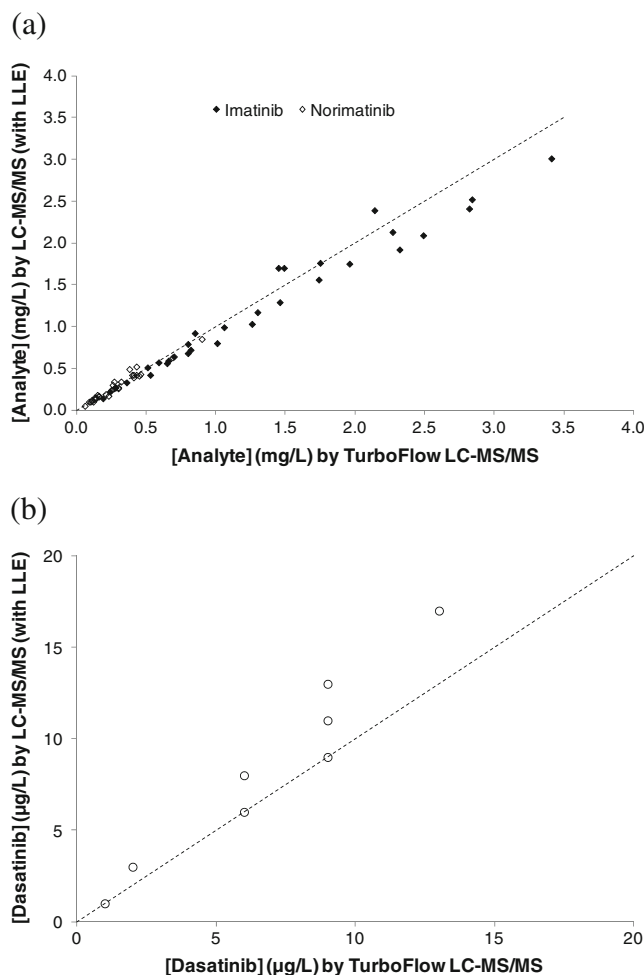 (a)
[Analyte] (mg/L) by LC-MS/MS (with LLE)
4.0
3.5
3.0
2.5
2.0
1.5
1.0
0.5
0.0
Imatinib
Norimatinib
0.0 0.5 1.0 1.5 2.0 2.5 3.0 3.5 4.0
[Analyte] (mg/L) by TurboFlow LC-MS/MS
(b)
[Dasatinib] (µg/L) by LC-MS/MS (with LLE)
20
15
10
5
0
0 5 10 15 20
[Dasatinib] (µg/L) by TurboFlow LC-MS/MS